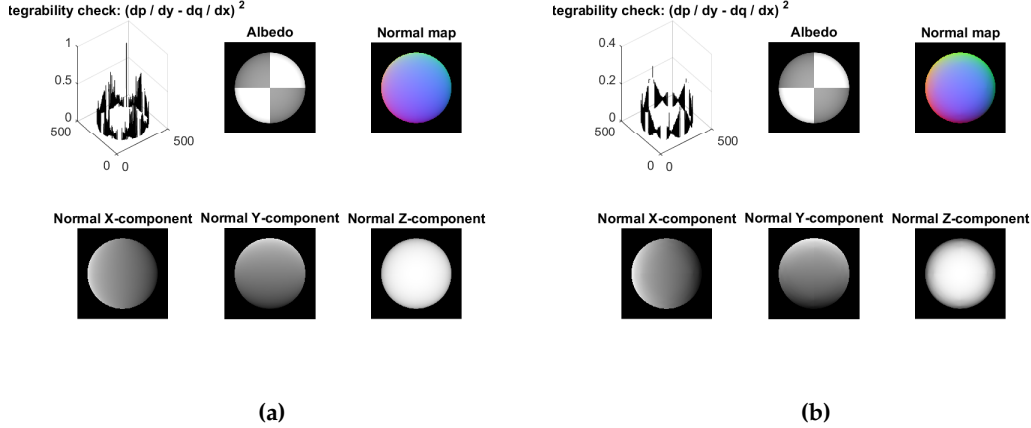 tegrability check: (dp / dy - dq / dx) 2
1
0.5
0
500
0 0
500
Albedo
Normal map
Normal X-component Normal Y-component Normal Z-component
(a)
tegrability check: (dp / dy - dq / dx) 2
0.4
0.2
0
500
0 0
500
Albedo
Normal map
Normal X-component Normal Y-component Normal Z-component
(b)